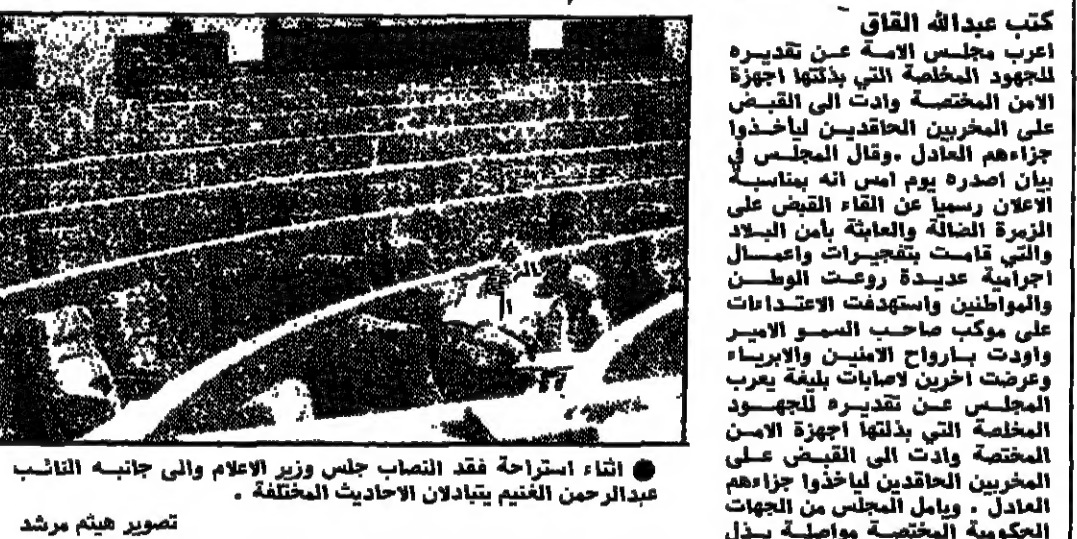 كتب عبدالله القاق
اعرب مجلس الامة عن تقديره
للجهود المخلصة التي بذلتها اجهزة
الامن المختصة وادت الى القبض
على المخربين الحاقدين ليأخذوا
جزاءهم العادل .وقال المجلس في
بيان اصدره يوم امس انه بمناسبة
الاعلان رسمياً عن القاء القبض على
الزمرة الضالة والعابثة بأمن البلاد
والتي قامت بتفجيرات واعمال
اجرامية عديدة روعت الوطن
والمواطنين واستهدفت الاعتداءات
على موكب صاحب السمو الامير
واودت بارواح الامنين والابرياء
وعرضت اخرين لاصابات بليغة يعرب
المجلس عن تقديره للجهود
المخلصة التي بذلتها اجهزة الامن
المختصة وادت الى القبض على
المخربين الحاقدين لياخذوا جزاءهم
العادل . ويامل المجلس من الجهات
الحكومية المختصة مواصلة بذل
● اثناء استراحة فقد النصاب جلس وزير الاعلام والى جانبه النائب
عبدالرحمن الغنيم يتبادلان الاحاديث المختلفة .
تصوير هيثم مرشد